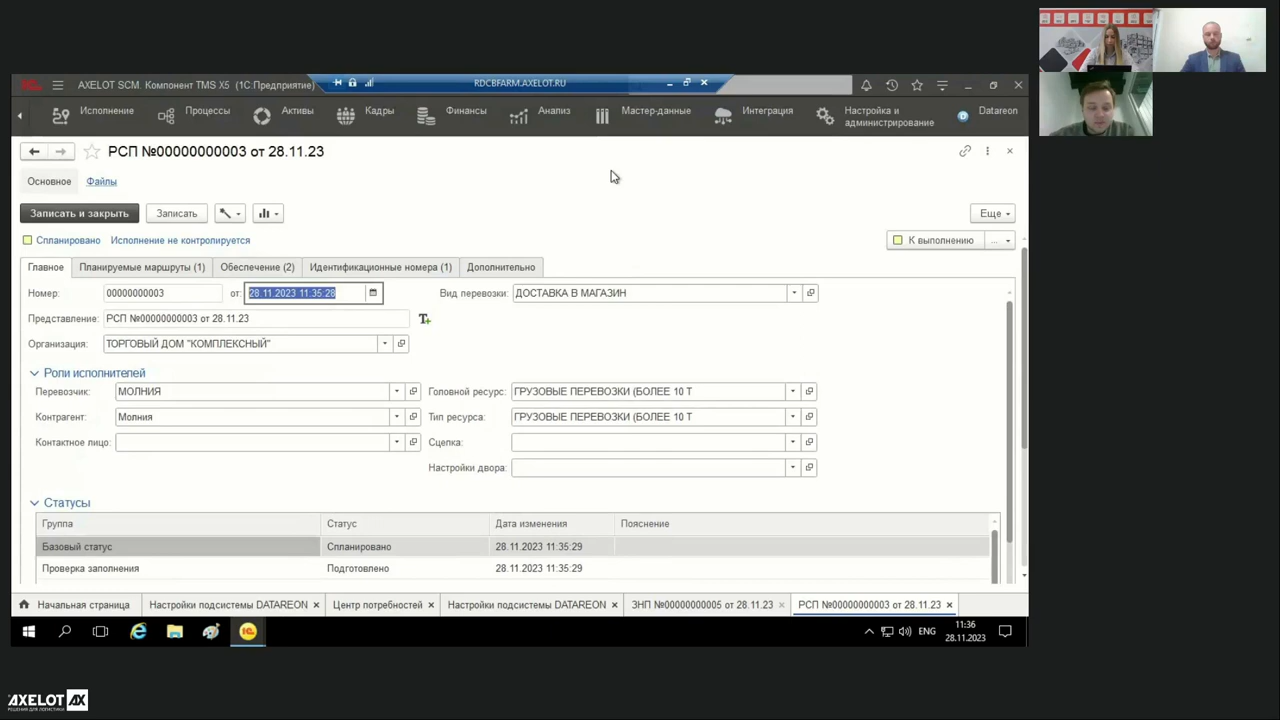 AXELOT SCM. Компонент TMS X5 (1С:Предприятие)
RDCBFARM.AXELOT.RU
Исполнение
Процессы
Активы
Кадры
Финансы
Анализ
Мастер-данные
Интеграция
Настройка и администрирование
Datareon
РСП №00000000003 от 28.11.23
Основное
Файлы
Записать и закрыть
Записать
Еще
Спланировано
Исполнение не контролируется
К выполнению
...
Главное
Планируемые маршруты (1)
Обеспечение (2)
Идентификационные номера (1)
Дополнительно
Номер: 00000000003 от: 28.11.2023 11:35:28
Вид перевозки: ДОСТАВКА В МАГАЗИН
Представление: РСП №00000000003 от 28.11.23
Организация: ТОРГОВЫЙ ДОМ "КОМПЛЕКСНЫЙ"
Роли исполнителей
Перевозчик: МОЛНИЯ
Головной ресурс: ГРУЗОВЫЕ ПЕРЕВОЗКИ (БОЛЕЕ 10 Т
Контрагент: Молния
Тип ресурса: ГРУЗОВЫЕ ПЕРЕВОЗКИ (БОЛЕЕ 10 Т
Контактное лицо:
Сцепка:
Настройки двора:
Статусы
Группа Статус Дата изменения Пояснение
Базовый статус Спланировано 28.11.2023 11:35:29
Проверка заполнения Подготовлено 28.11.2023 11:35:29
Начальная страница
Настройки подсистемы DATAREON
Центр потребностей
Настройки подсистемы DATAREON
ЗНП №00000000005 от 28.11.23
РСП №00000000003 от 28.11.23
ENG
11:36
28.11.2023
AXELOT AX
РЕШЕНИЯ ДЛЯ ЛОГИСТИКИ